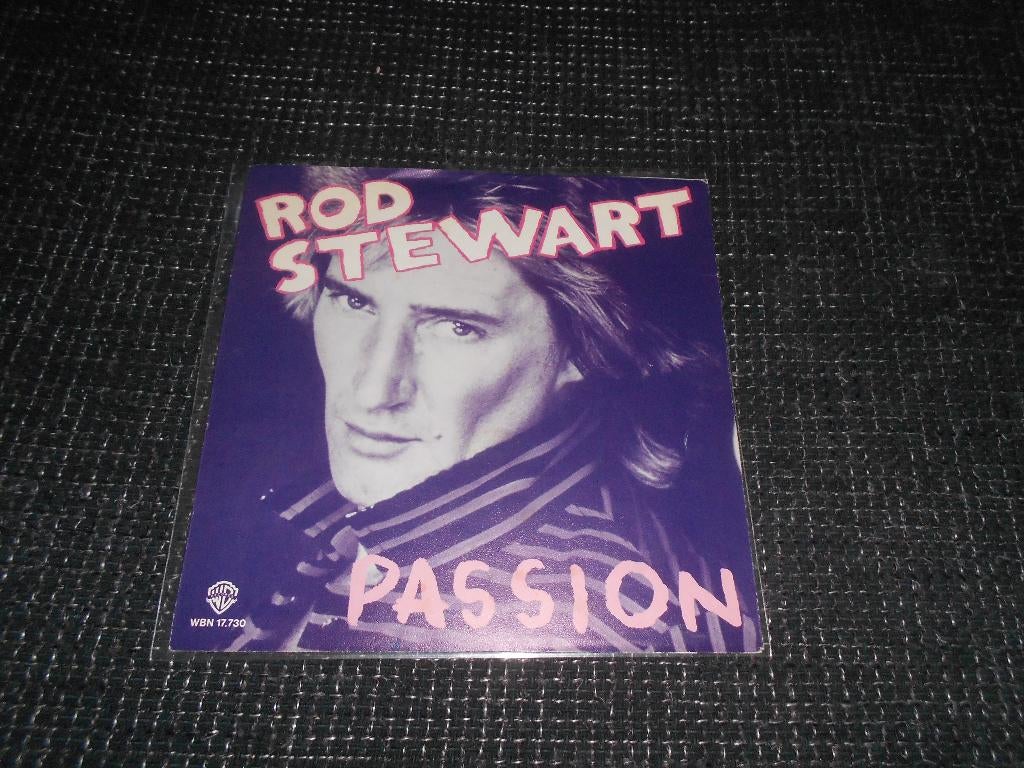 ROD
STEWART
PASSION
WBN 17.730